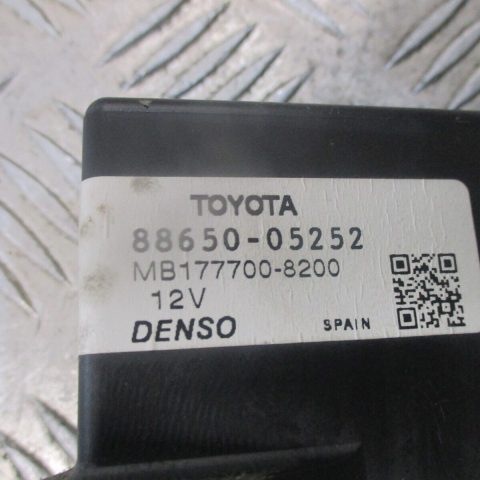 TOYOTA
88650-05252
MB177700-8200
12V
DENSO SPAIN